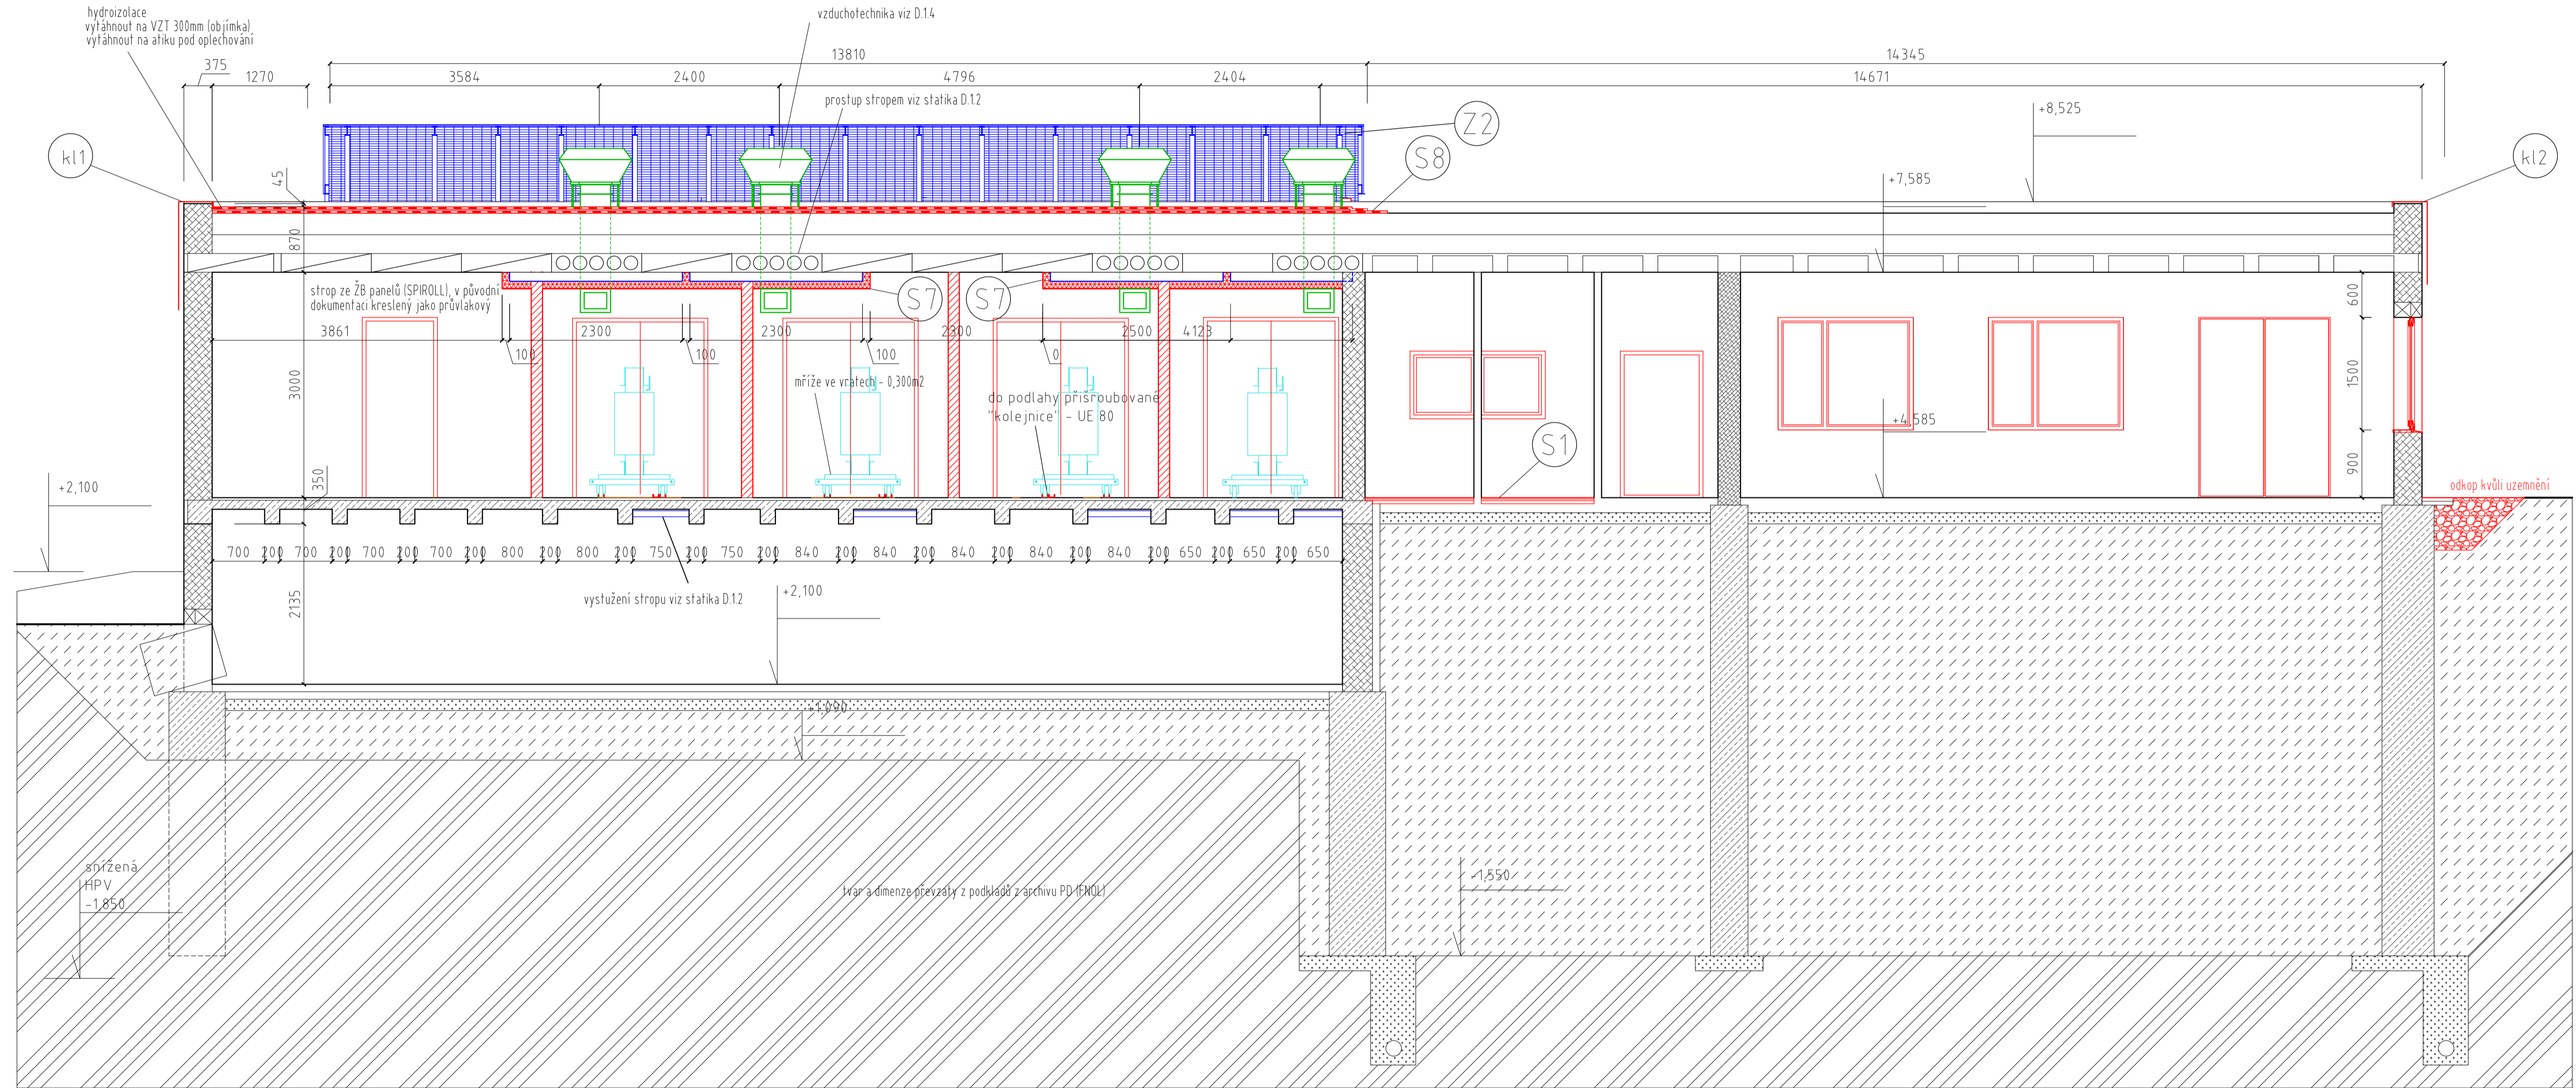 hydroizolace
vytáhnout na VZT 300mm (objímka)
vytáhnout na atiku pod oplechování
vzduchotechnika viz D.1.4
375
1270
13810
14345
3584
2400
4796
2404
14671
prostup stropem viz statika D.1.2
+8,525
Z2
S8
kl1
kl2
45
+7,585
870
strop ze ŽB panelů (SPIROLL), v původní
dokumentaci kreslený jako průvlakový
S7
S7
600
3861
2300
2300
2300
2500
4123
100
100
100
0
mříže ve vratech - 0,300m2
do podlahy přišroubované
"kolejnice" - UE 80
3000
1500
+4,585
S1
900
350
+2,100
odkop kvůli uzemnění
700 200 700 200 700 200 700 200 800 200 800 200 750 200 750 200 840 200 840 200 840 200 840 200 840 200 650 200 650 200 650
2135
vystužení stropu viz statika D.1.2
+2,100
+1,090
snížená
HPV
-1,850
tvar a dimenze převzaty z podkladů z archivu PD (FNOL)
-1,550